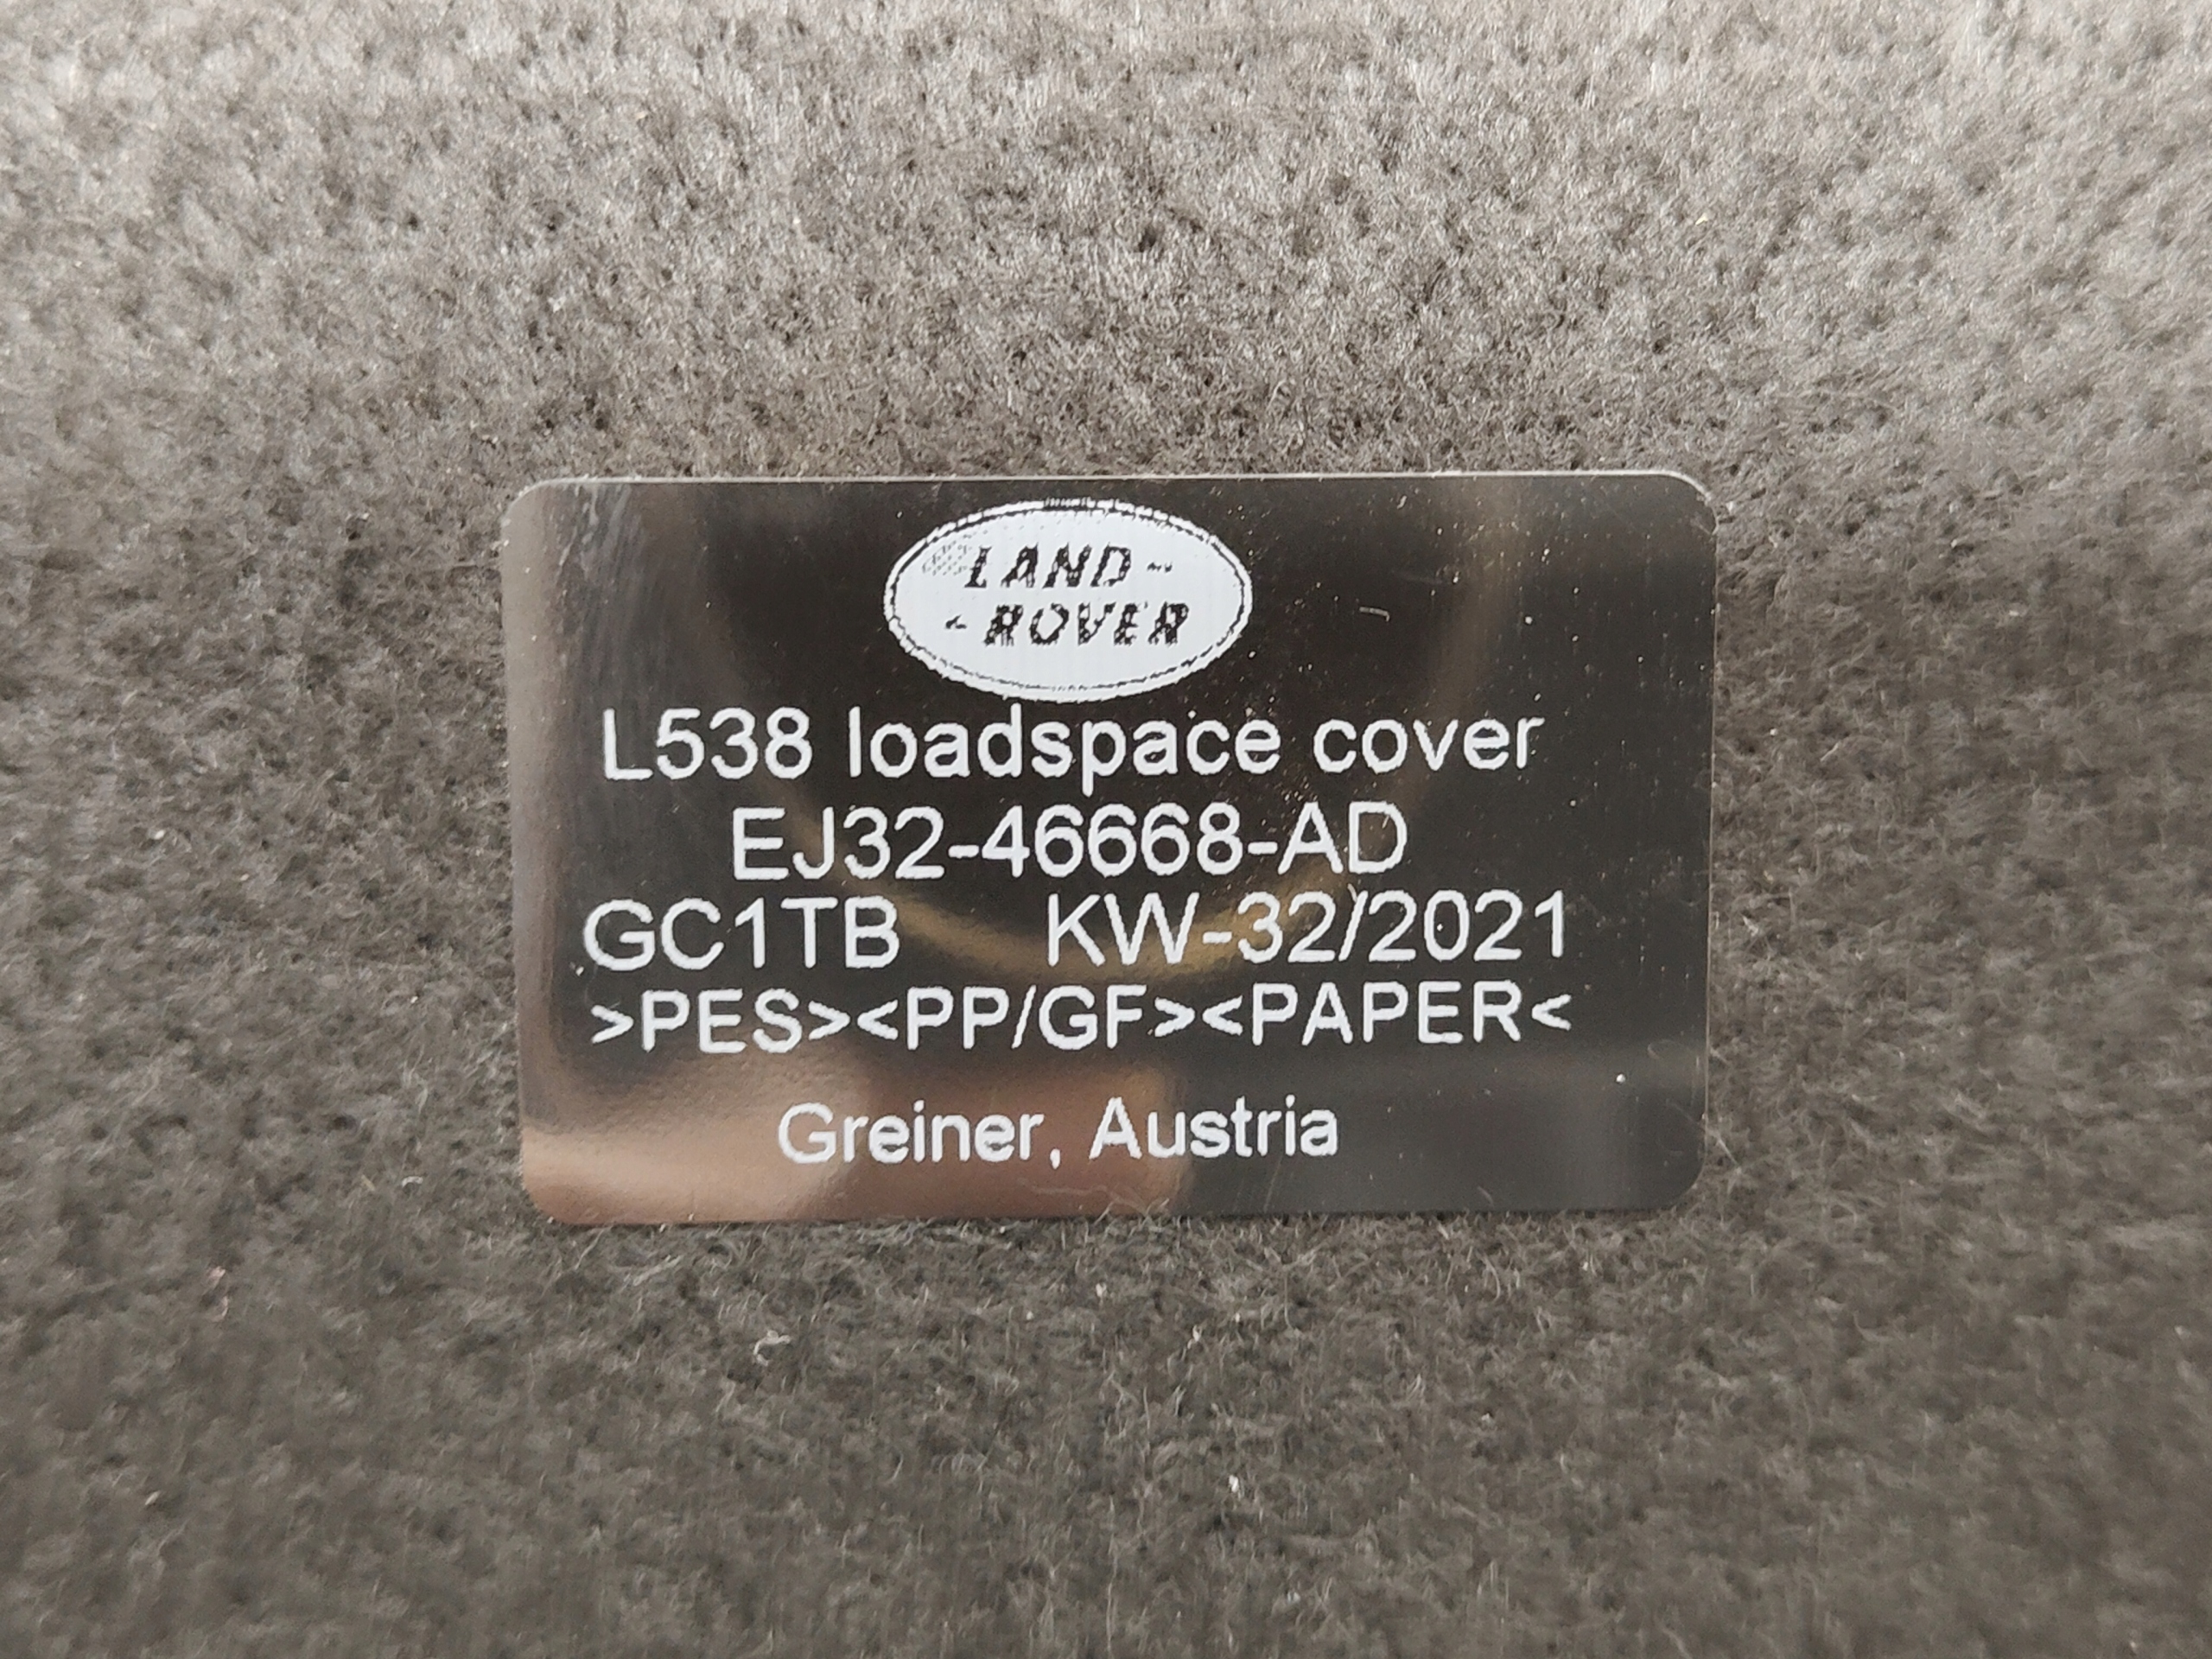 LAND-
-ROVER
L538 loadspace cover
EJ32-46668-AD
GC1TB KW-32/2021
>PES><PP/GF><PAPER<
Greiner, Austria